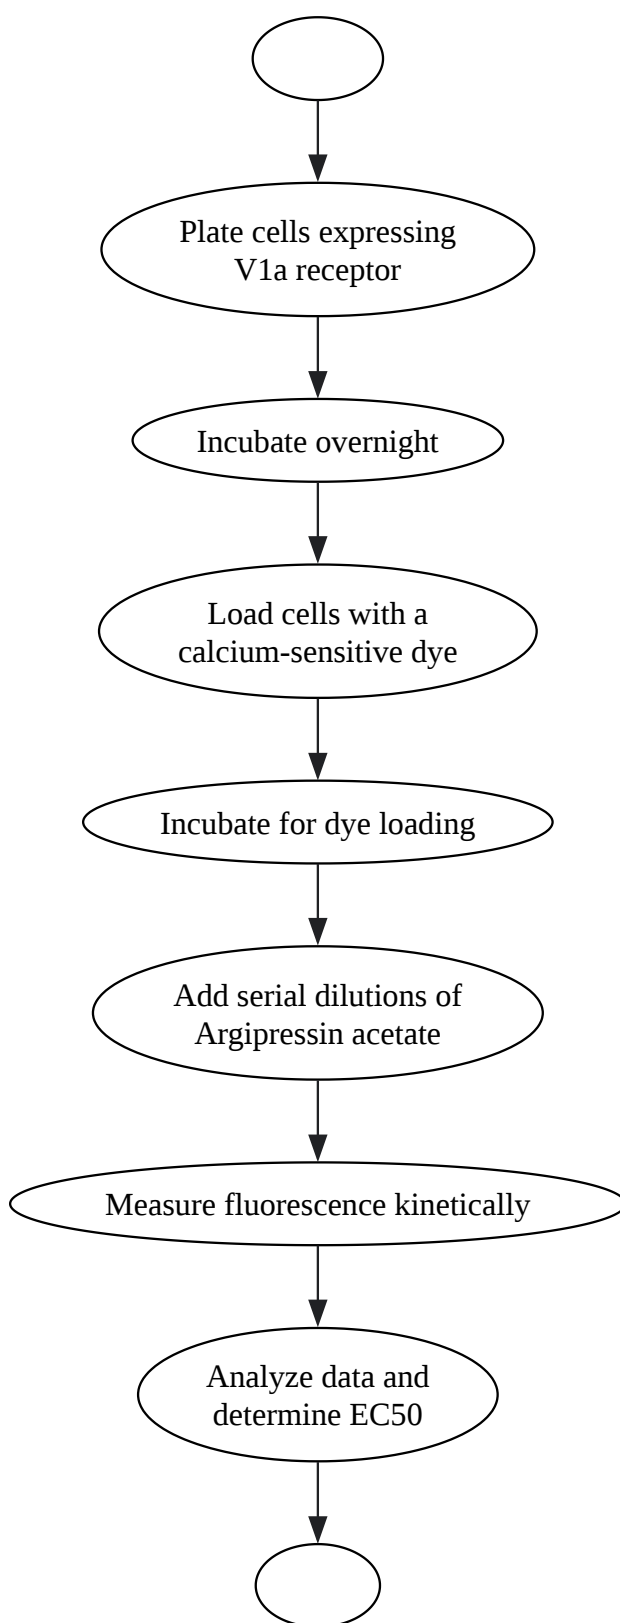 Plate cells expressing
V1a receptor
Incubate overnight
Load cells with a
calcium-sensitive dye
Incubate for dye loading
Add serial dilutions of
Argipressin acetate
Measure fluorescence kinetically
Analyze data and
determine EC50